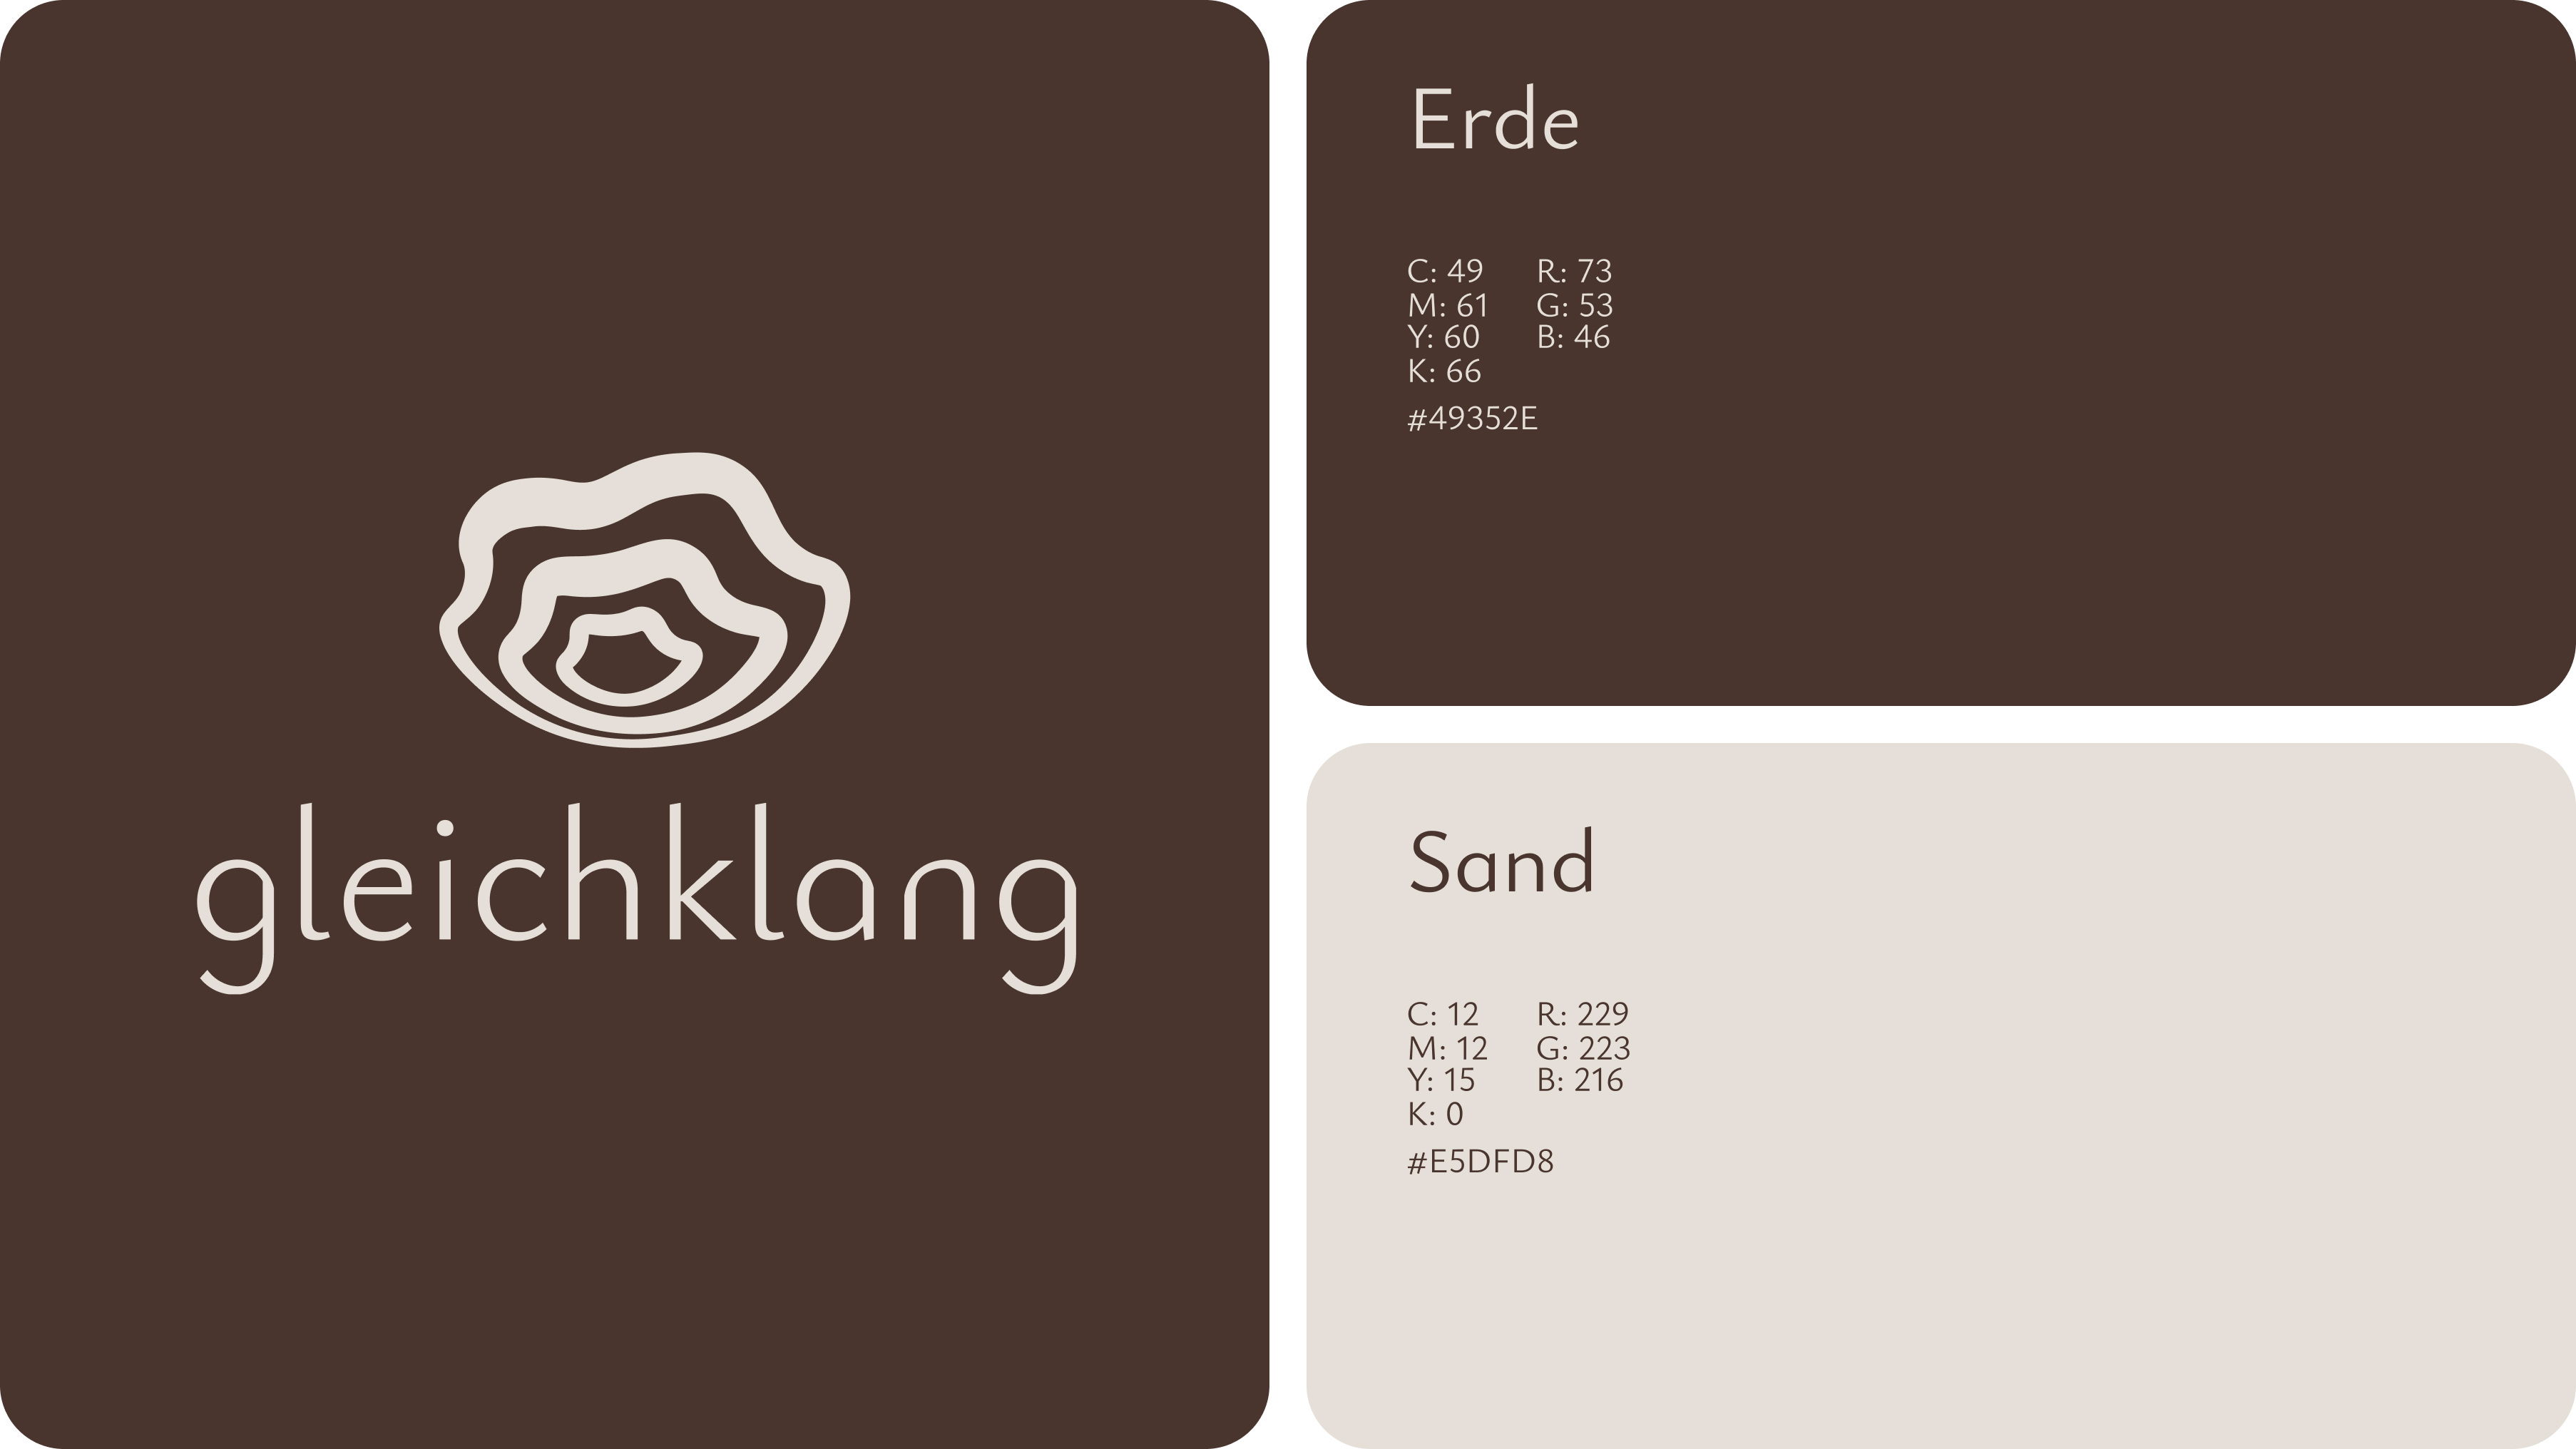 gleichklang
Erde
C: 49 R: 73
M: 61 G: 53
Y: 60 B: 46
K: 66
#49352E
Sand
C: 12 R: 229
M: 12 G: 223
Y: 15 B: 216
K: 0
#E5DFD8